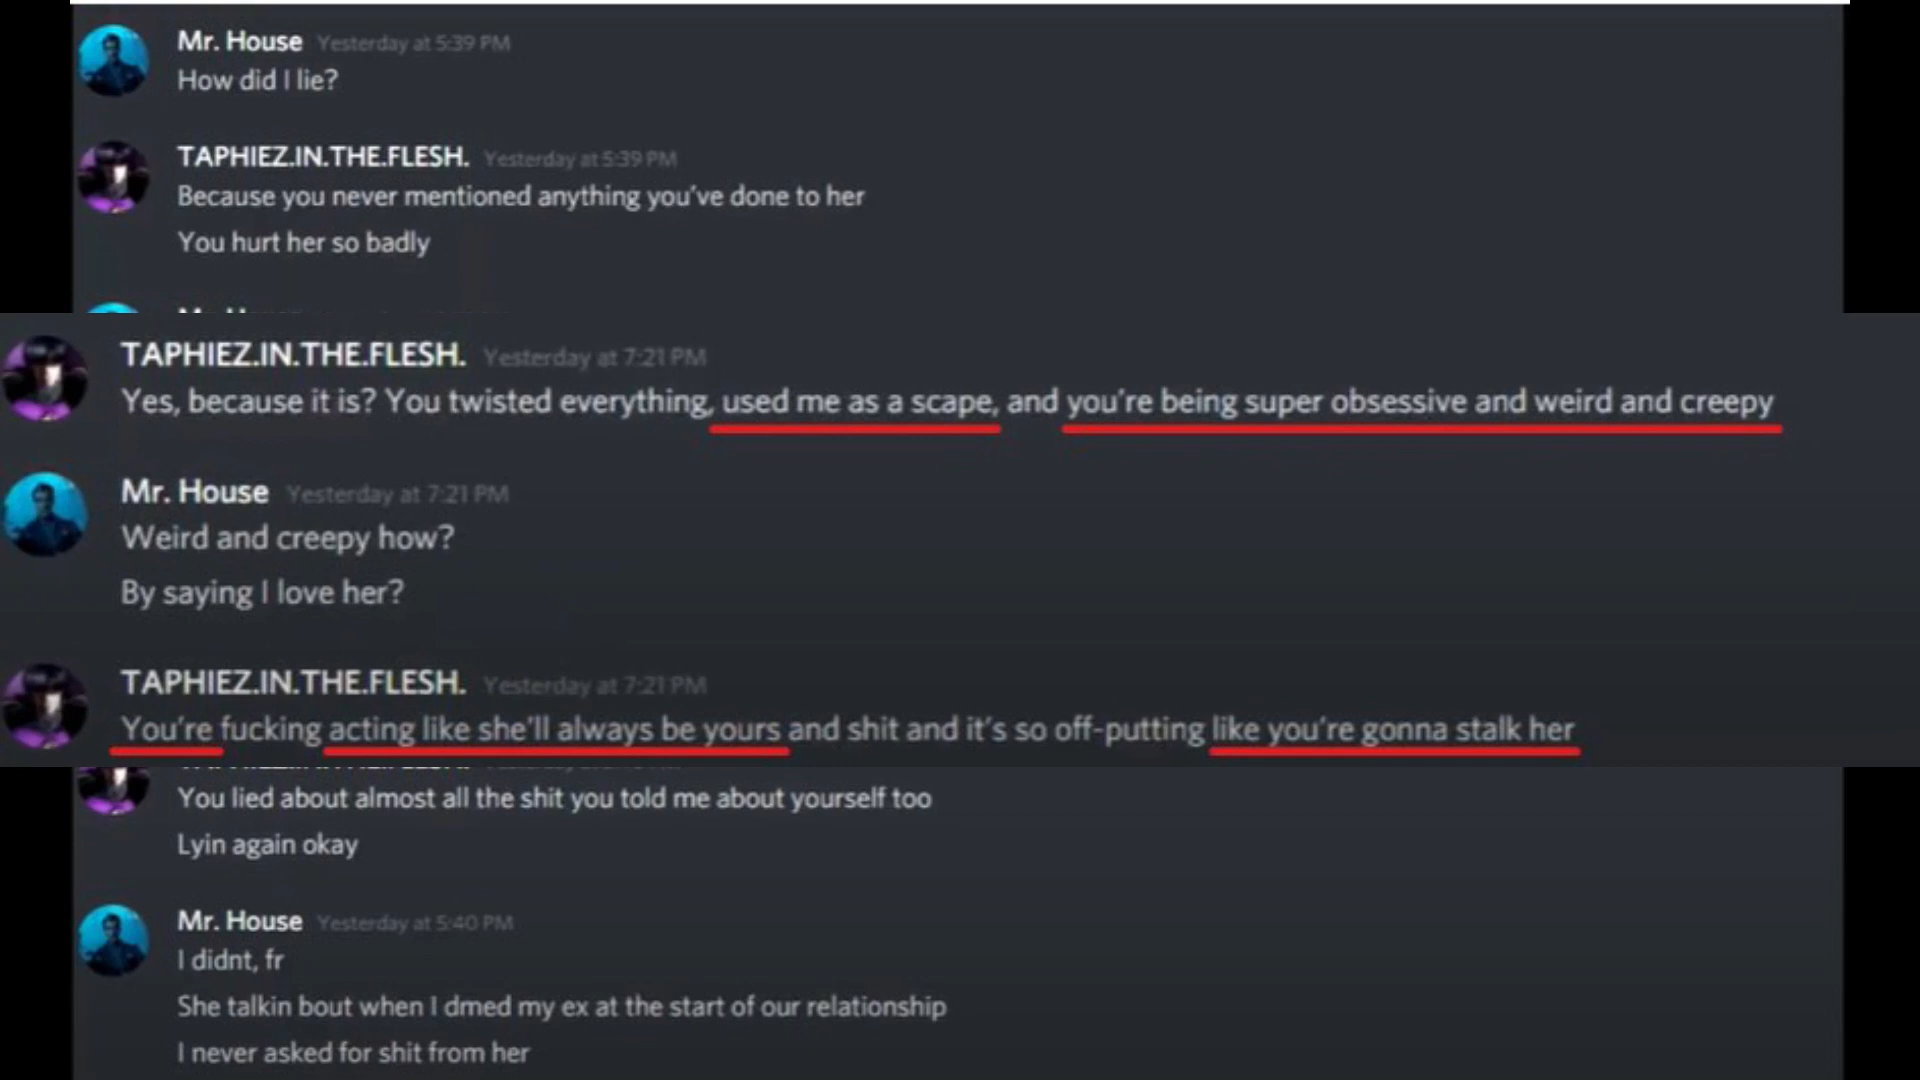 Mr. House Yesterday at 5:39 PM
How did I lie?
TAPHIEZ.IN.THE.FLESH. Yesterday at 5:39 PM
Because you never mentioned anything you've done to her
You hurt her so badly
TAPHIEZ.IN.THE.FLESH. Yesterday at 7:21 PM
Yes, because it is? You twisted everything, used me as a scape, and you're being super obsessive and weird and creepy
Mr. House Yesterday at 7:21 PM
Weird and creepy how?
By saying I love her?
TAPHIEZ.IN.THE.FLESH. Yesterday at 7:21 PM
You're fucking acting like she'll always be yours and shit and it's so off-putting like you're gonna stalk her
You lied about almost all the shit you told me about yourself too
Lyin again okay
Mr. House Yesterday at 5:40 PM
I didnt, fr
She talkin bout when I dmed my ex at the start of our relationship
I never asked for shit from her